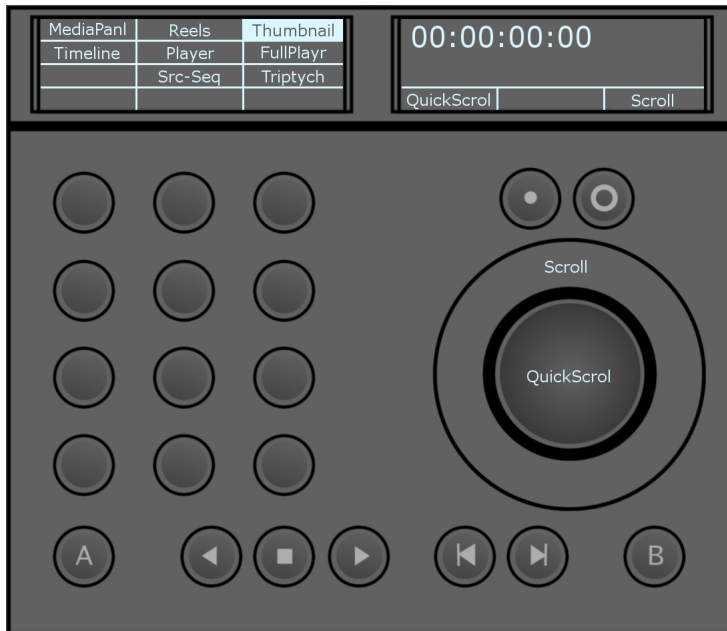 MediaPanl Reels Thumbnail
Timeline Player FullPlayr
Src-Seq Triptych
00:00:00:00
QuickScrol Scroll
Scroll
QuickScrol
A B